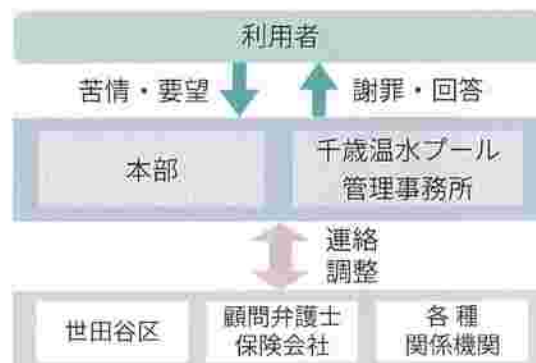 利用者
苦情・要望
謝罪・回答
本部
千歳温水プール
管理事務所
連絡
調整
世田谷区
顧問弁護士
保険会社
各種
関係機関